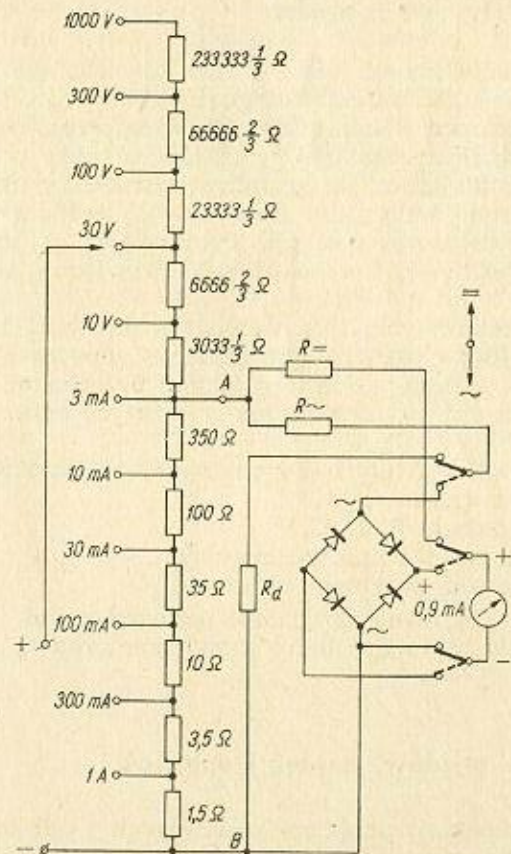 1000 V
233333 1/3 Ω
300 V
66666 2/3 Ω
100 V
23333 1/3 Ω
30 V
6666 2/3 Ω
=
10 V
3033 1/3 Ω
R=
3 mA
A
R~
~
350 Ω
10 mA
100 Ω
~
30 mA
35 Ω
Rd
+
+
0,9 mA
100 mA
~
+
10 Ω
-
300 mA
3,5 Ω
1 A
1,5 Ω
-
B